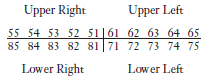 Upper Right Upper Left
55 54 53 52 51 | 61 62 63 64 65
85 84 83 82 81 | 71 72 73 74 75
Lower Right Lower Left